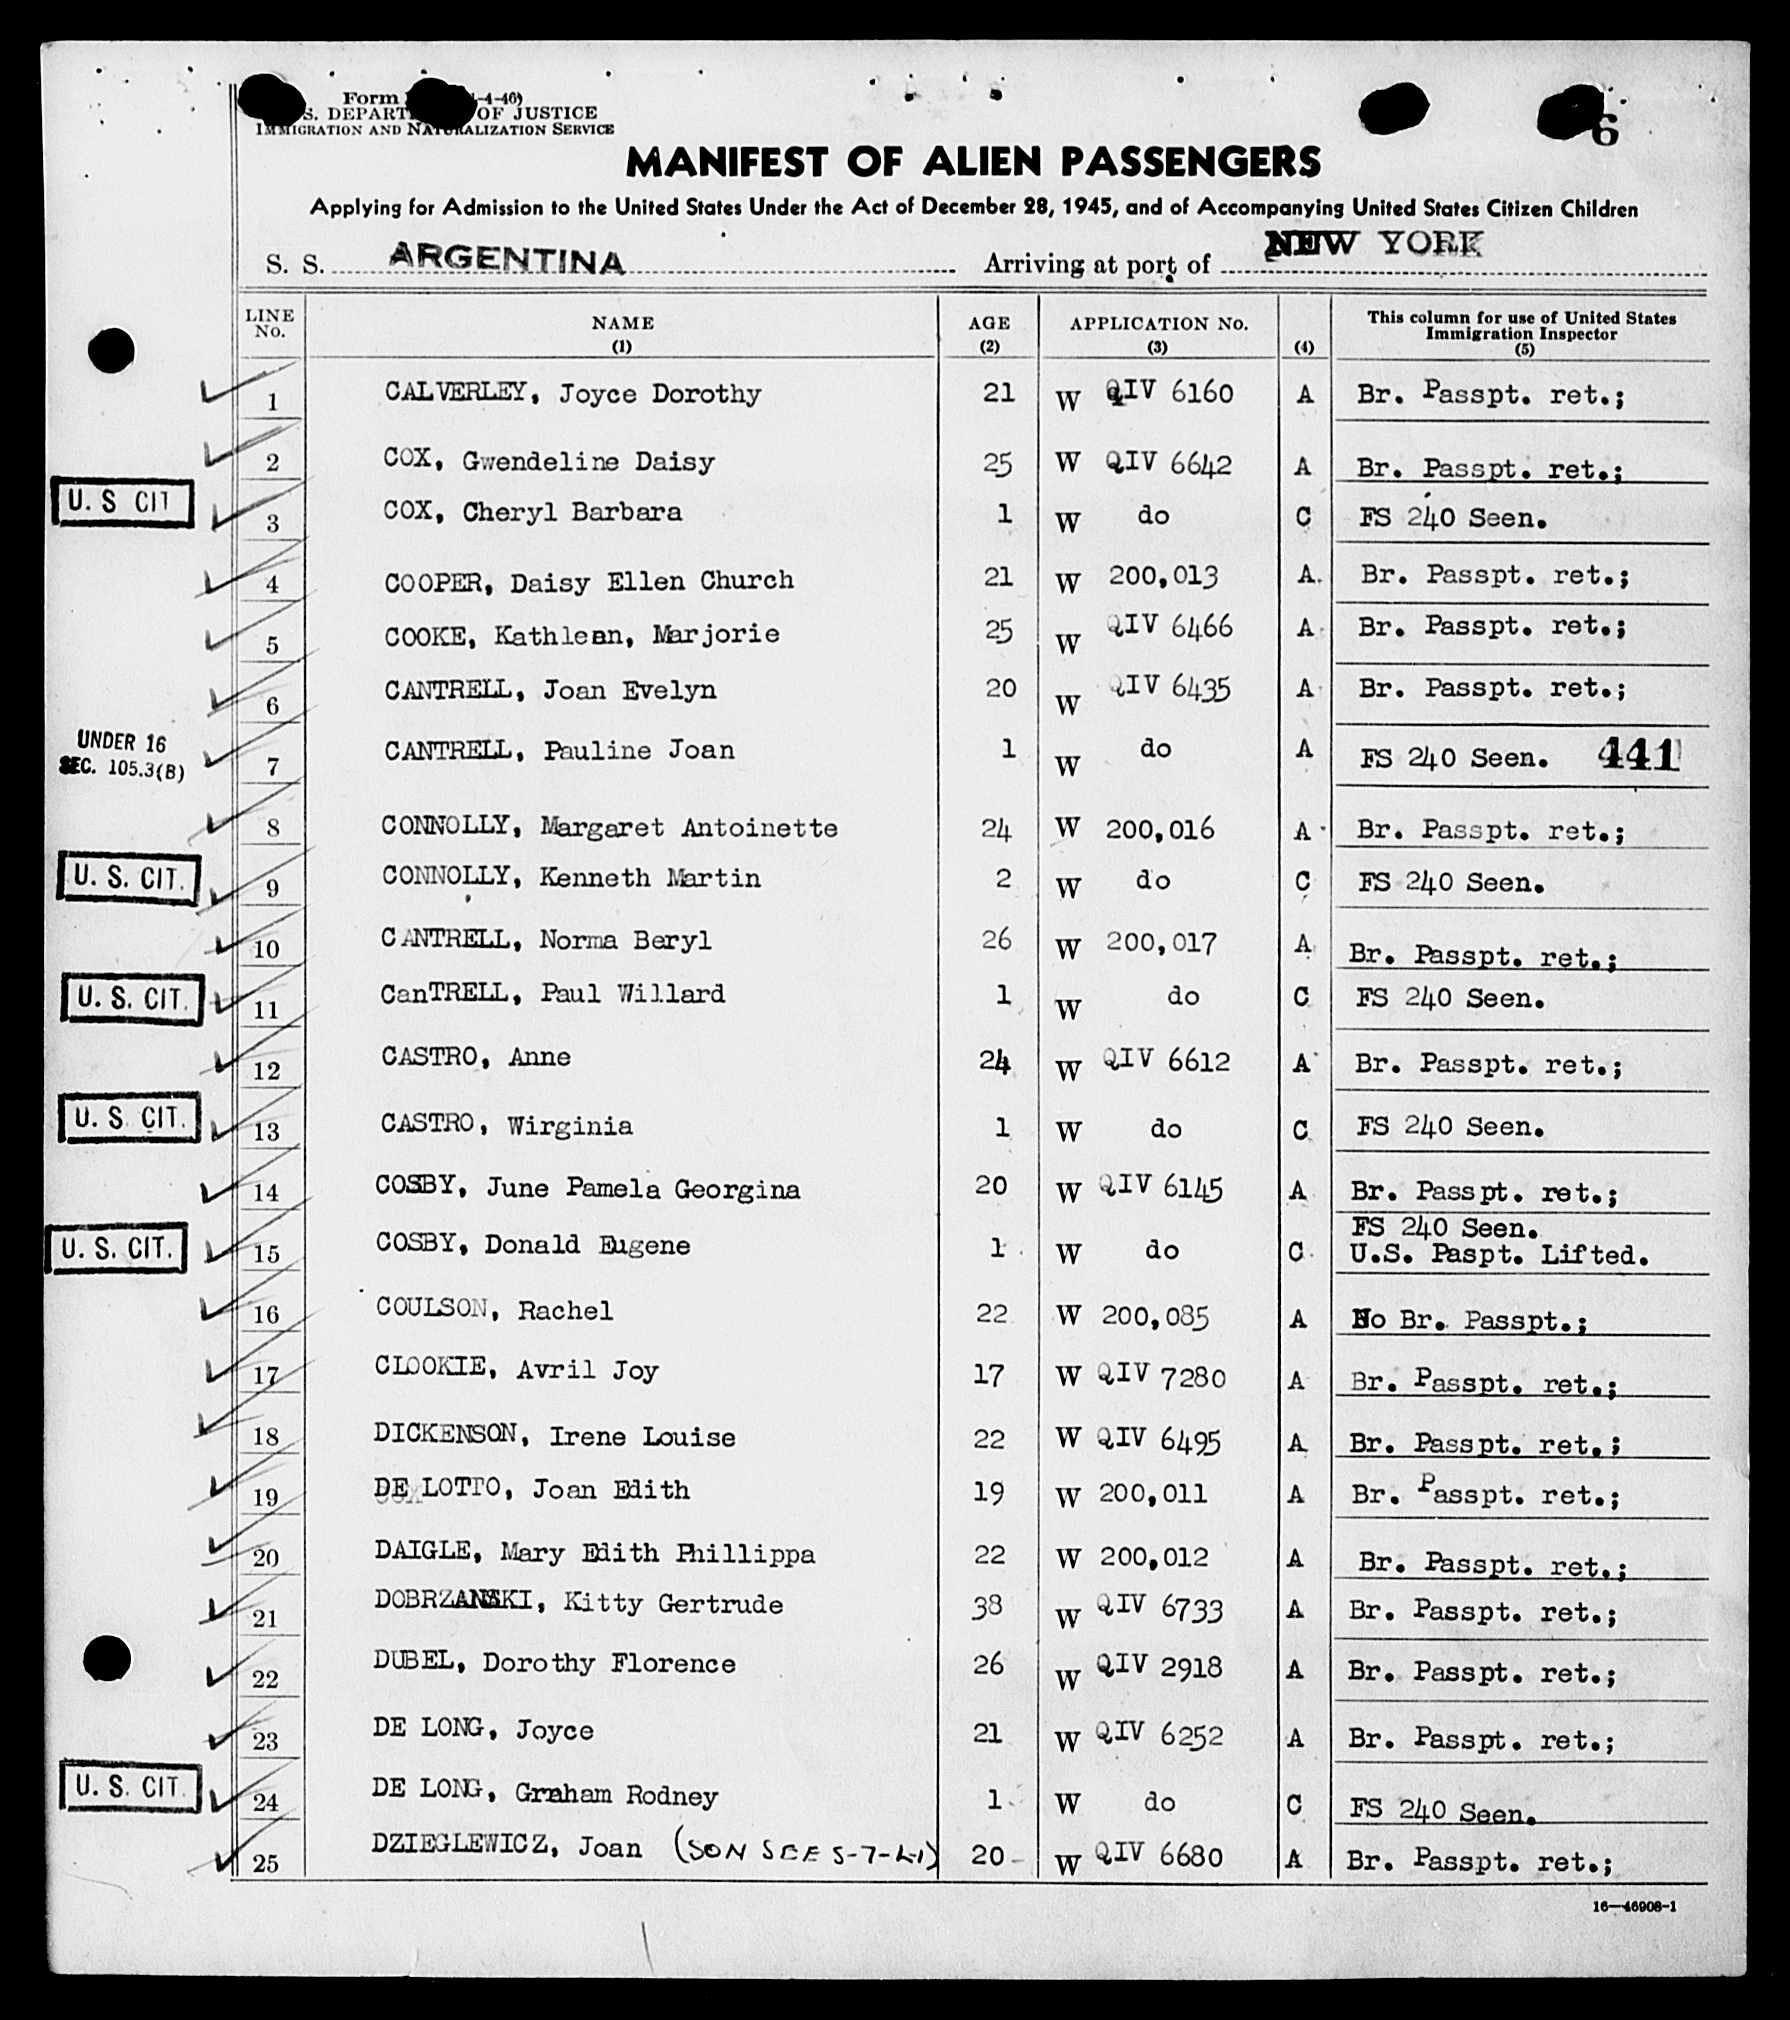 Form -4-46)
S. DEPART OF JUSTICE
IMMIGRATION AND NATURALIZATION SERVICE
6
MANIFEST OF ALIEN PASSENGERS
Applying for Admission to the United States Under the Act of December 28, 1945, and of Accompanying United States Citizen Children
S. S. ARGENTINA Arriving at port of NEW YORK
LINE No. NAME (1) AGE (2) APPLICATION No. (3) (4) This column for use of United States Immigration Inspector (5)
1 CALVERLEY, Joyce Dorothy 21 W QIV 6160 A Br. Passpt. ret.;
2 COX, Gwendeline Daisy 25 W QIV 6642 A Br. Passpt. ret.;
U. S CIT 3 COX, Cheryl Barbara 1 W do C FS 240 Seen.
4 COOPER, Daisy Ellen Church 21 W 200,013 A. Br. Passpt. ret.;
5 COOKE, Kathleen, Marjorie 25 W QIV 6466 A Br. Passpt. ret.;
6 CANTRELL, Joan Evelyn 20 W QIV 6435 A Br. Passpt. ret.;
UNDER 16 SEC. 105.3(B) 7 CANTRELL, Pauline Joan 1 W do A FS 240 Seen. 441
8 CONNOLLY, Margaret Antoinette 24 W 200,016 A Br. Passpt. ret.;
U. S. CIT. 9 CONNOLLY, Kenneth Martin 2 W do C FS 240 Seen.
10 CANTRELL, Norma Beryl 26 W 200,017 A Br. Passpt. ret.;
U. S. CIT. 11 CanTRELL, Paul Willard 1 W do C FS 240 Seen.
12 CASTRO, Anne 24 W QIV 6612 A Br. Passpt. ret.;
U. S. CIT. 13 CASTRO, Wirginia 1 W do C FS 240 Seen.
14 COSBY, June Pamela Georgina 20 W QIV 6145 A Br. Passpt. ret.;
U. S. CIT. 15 COSBY, Donald Eugene 1 W do C FS 240 Seen.
U.S. Paspt. Lifted.
16 COULSON, Rachel 22 W 200,085 A No Br. Passpt.;
17 CLOOKIE, Avril Joy 17 W QIV 7280 A Br. Passpt. ret.;
18 DICKENSON, Irene Louise 22 W QIV 6495 A Br. Passpt. ret.;
19 DE LOTTO, Joan Edith 19 W 200,011 A Br. Passpt. ret.;
20 DAIGLE, Mary Edith Phillippa 22 W 200,012 A Br. Passpt. ret.;
21 DOBRZANSKI, Kitty Gertrude 38 W QIV 6733 A Br. Passpt. ret.;
22 DUBEL, Dorothy Florence 26 W QIV 2918 A Br. Passpt. ret.;
23 DE LONG, Joyce 21 W QIV 6252 A Br. Passpt. ret.;
U. S. CIT. 24 DE LONG, Graham Rodney 1 W do C FS 240 Seen.
25 DZIEGLEWICZ, Joan (SON SEE S-7-L-1) 20 W QIV 6680 A Br. Passpt. ret.;
16—46908-1